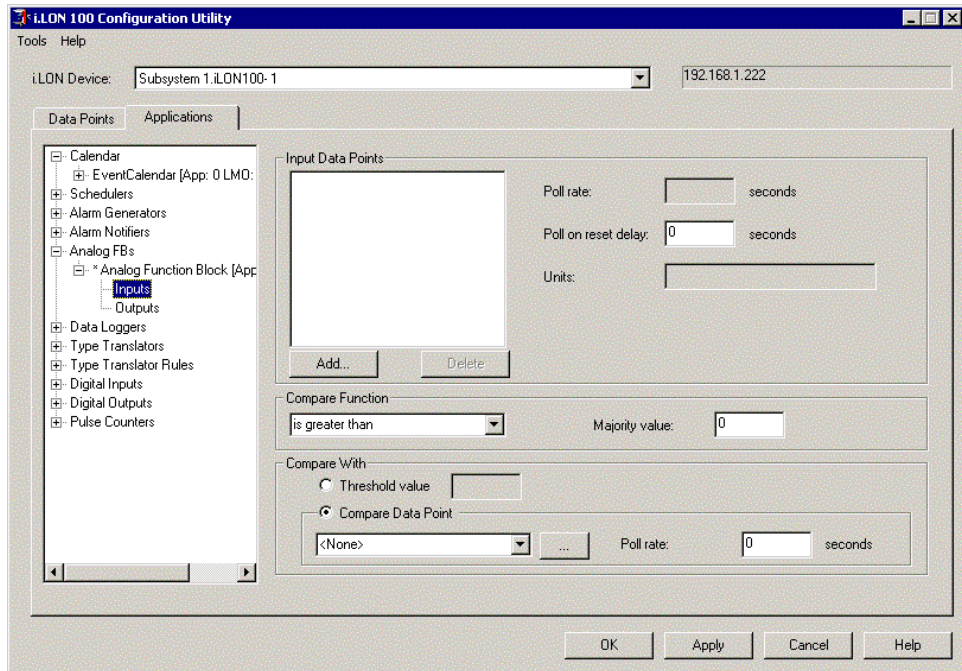 i.LON 100 Configuration Utility
Tools Help
i.LON Device: Subsystem 1.iLON100- 1 192.168.1.222
Data Points Applications
Calendar
EventCalendar [App: 0 LMO:
Schedulers
Alarm Generators
Alarm Notifiers
Analog FBs
* Analog Function Block [App
Inputs
Outputs
Data Loggers
Type Translators
Type Translator Rules
Digital Inputs
Digital Outputs
Pulse Counters
Input Data Points
Poll rate: seconds
Poll on reset delay: 0 seconds
Units:
Add... Delete
Compare Function
is greater than Majority value: 0
Compare With
Threshold value
Compare Data Point
<None> ... Poll rate: 0 seconds
OK Apply Cancel Help